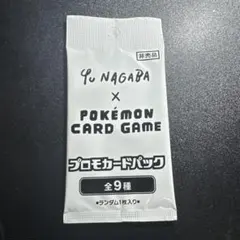 非売品
YU NAGABA
×
POKÉMON
CARD GAME
プロモカードパック
全9種
•ランダム1枚入り•